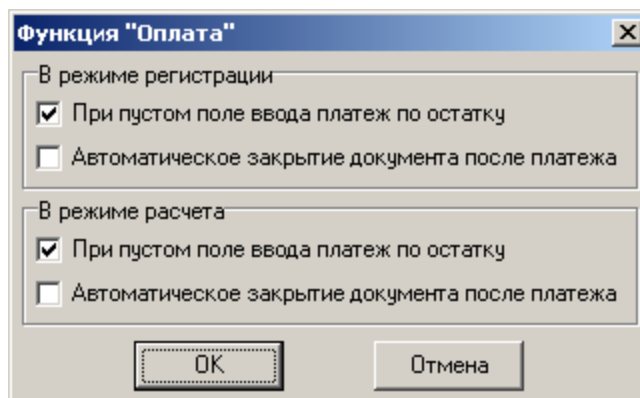 Функция "Оплата"
В режиме регистрации
При пустом поле ввода платеж по остатку
Автоматическое закрытие документа после платежа
В режиме расчета
При пустом поле ввода платеж по остатку
Автоматическое закрытие документа после платежа
OK
Отмена